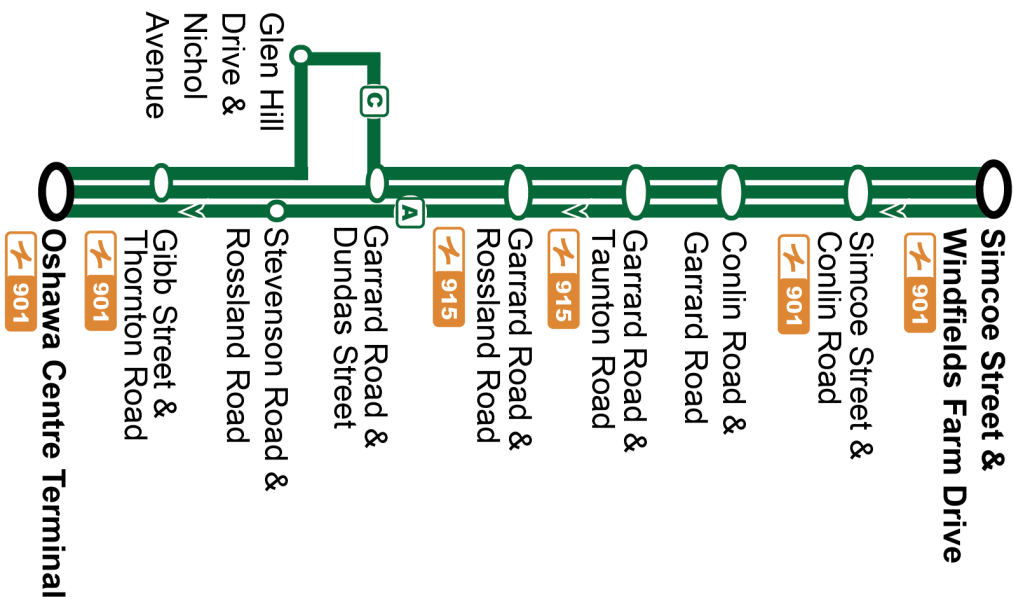 Simcoe Street &
Windfields Farm Drive
901
Simcoe Street &
Conlin Road
901
Conlin Road &
Garrard Road
Garrard Road &
Taunton Road
915
Garrard Road &
Rossland Road
915
A
C
Garrard Road &
Dundas Street
Glen Hill
Drive &
Nichol
Avenue
Stevenson Road &
Rossland Road
Gibb Street &
Thornton Road
901
Oshawa Centre Terminal
901